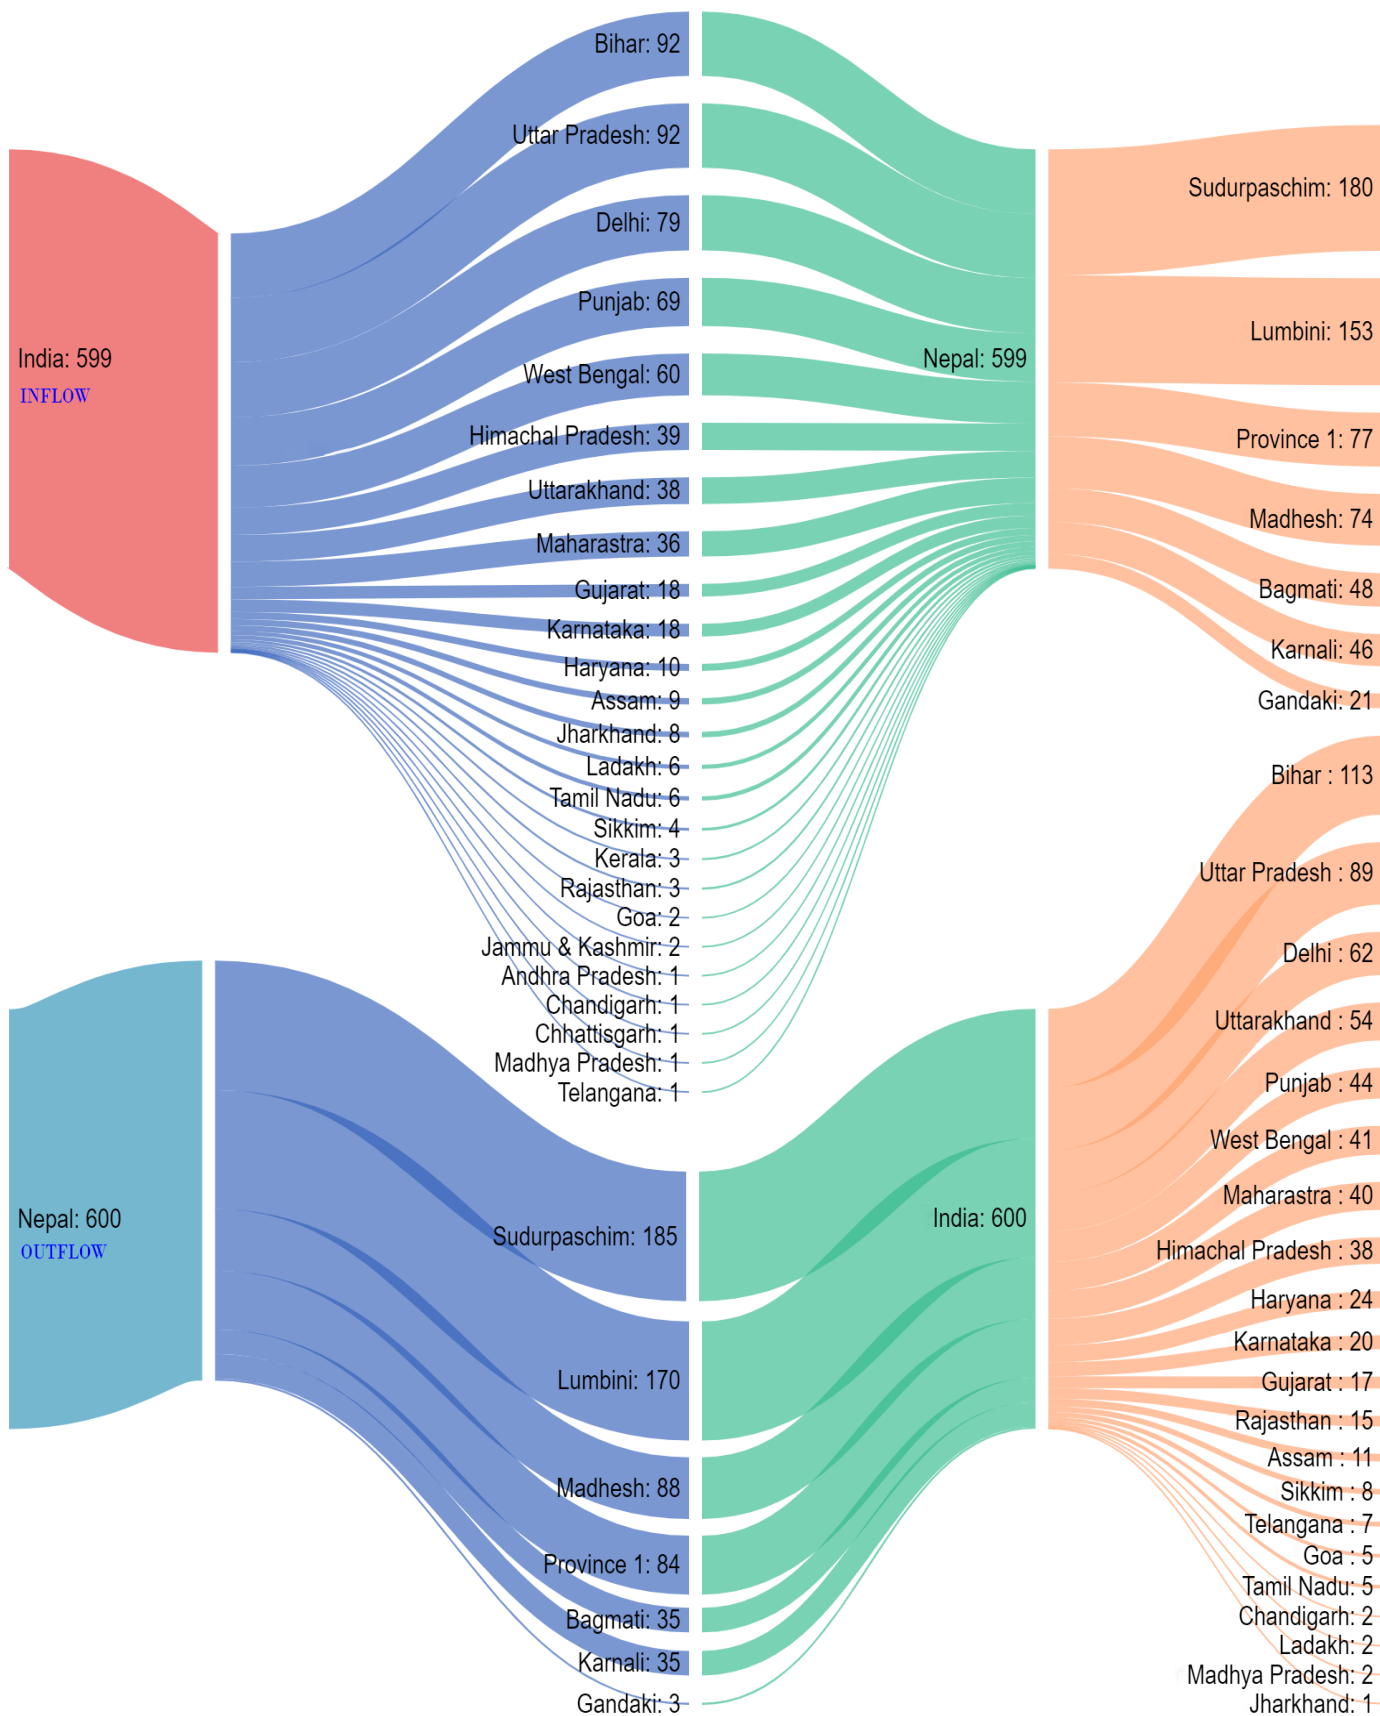 India: 599
INFLOW
Bihar: 92
Uttar Pradesh: 92
Delhi: 79
Punjab: 69
West Bengal: 60
Himachal Pradesh: 39
Uttarakhand: 38
Maharastra: 36
Gujarat: 18
Karnataka: 18
Haryana: 10
Assam: 9
Jharkhand: 8
Ladakh: 6
Tamil Nadu: 6
Sikkim: 4
Kerala: 3
Rajasthan: 3
Goa: 2
Jammu & Kashmir: 2
Andhra Pradesh: 1
Chandigarh: 1
Chhattisgarh: 1
Madhya Pradesh: 1
Telangana: 1
Nepal: 599
Sudurpaschim: 180
Lumbini: 153
Province 1: 77
Madhesh: 74
Bagmati: 48
Karnali: 46
Gandaki: 21
Nepal: 600
OUTFLOW
Sudurpaschim: 185
Lumbini: 170
Madhesh: 88
Province 1: 84
Bagmati: 35
Karnali: 35
Gandaki: 3
India: 600
Bihar : 113
Uttar Pradesh : 89
Delhi : 62
Uttarakhand : 54
Punjab : 44
West Bengal : 41
Maharastra : 40
Himachal Pradesh : 38
Haryana : 24
Karnataka : 20
Gujarat : 17
Rajasthan : 15
Assam : 11
Sikkim : 8
Telangana : 7
Goa : 5
Tamil Nadu: 5
Chandigarh: 2
Ladakh: 2
Madhya Pradesh: 2
Jharkhand: 1